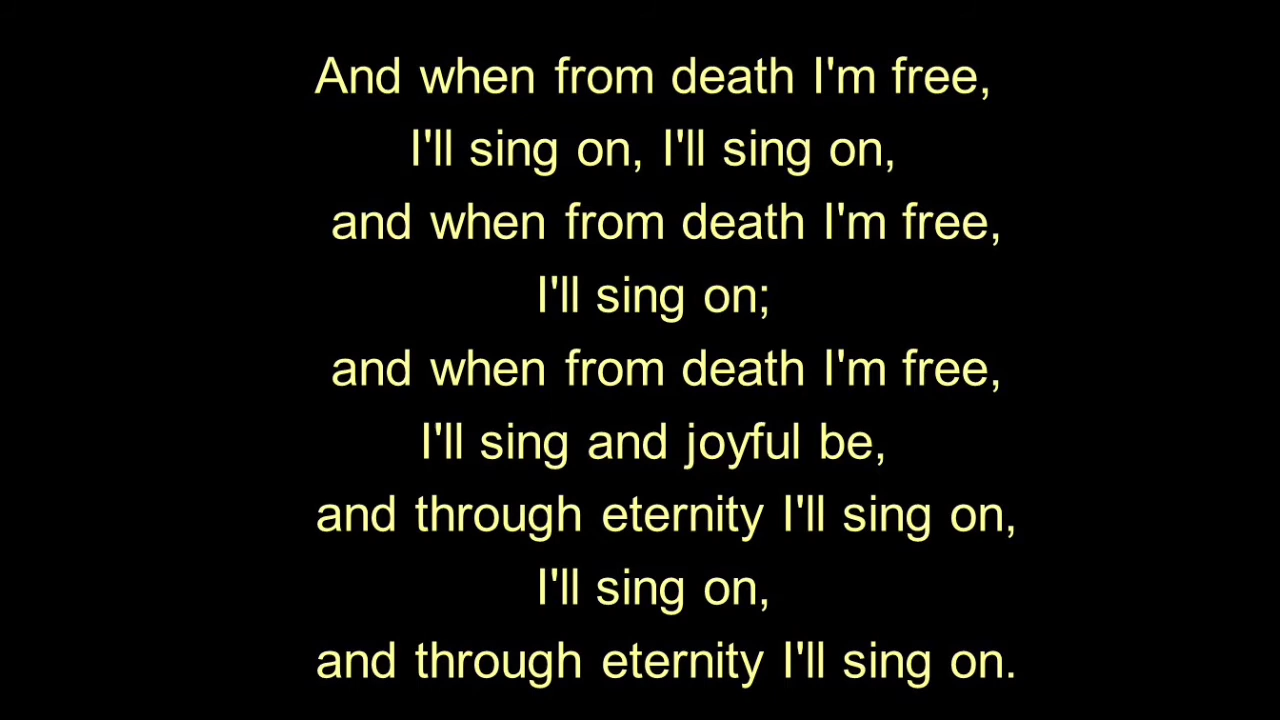 And when from death I'm free,
I'll sing on, I'll sing on,
and when from death I'm free,
I'll sing on;
and when from death I'm free,
I'll sing and joyful be,
and through eternity I'll sing on,
I'll sing on,
and through eternity I'll sing on.